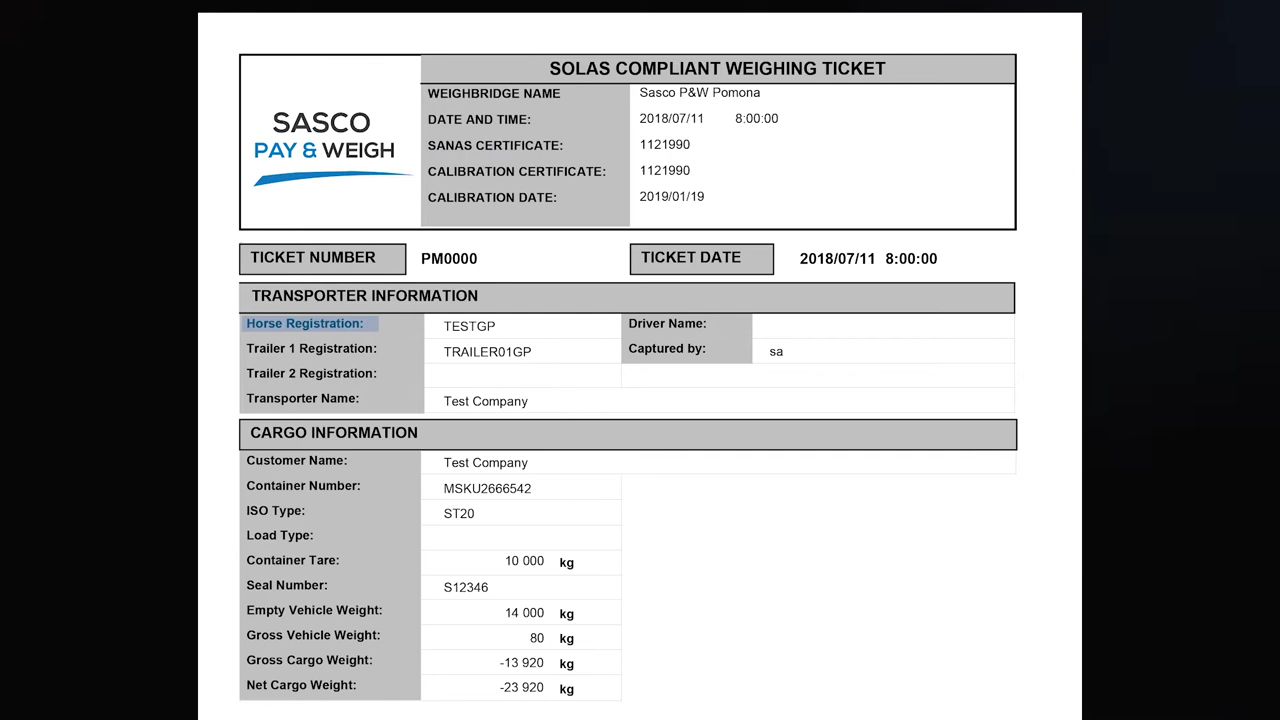 SASCO
PAY & WEIGH
SOLAS COMPLIANT WEIGHING TICKET
WEIGHBRIDGE NAME Sasco P&W Pomona
DATE AND TIME: 2018/07/11 8:00:00
SANAS CERTIFICATE: 1121990
CALIBRATION CERTIFICATE: 1121990
CALIBRATION DATE: 2019/01/19
TICKET NUMBER PM0000 TICKET DATE 2018/07/11 8:00:00
TRANSPORTER INFORMATION
Horse Registration: TESTGP Driver Name:
Trailer 1 Registration: TRAILER01GP Captured by: sa
Trailer 2 Registration:
Transporter Name: Test Company
CARGO INFORMATION
Customer Name: Test Company
Container Number: MSKU2666542
ISO Type: ST20
Load Type:
Container Tare: 10 000 kg
Seal Number: S12346
Empty Vehicle Weight: 14 000 kg
Gross Vehicle Weight: 80 kg
Gross Cargo Weight: -13 920 kg
Net Cargo Weight: -23 920 kg